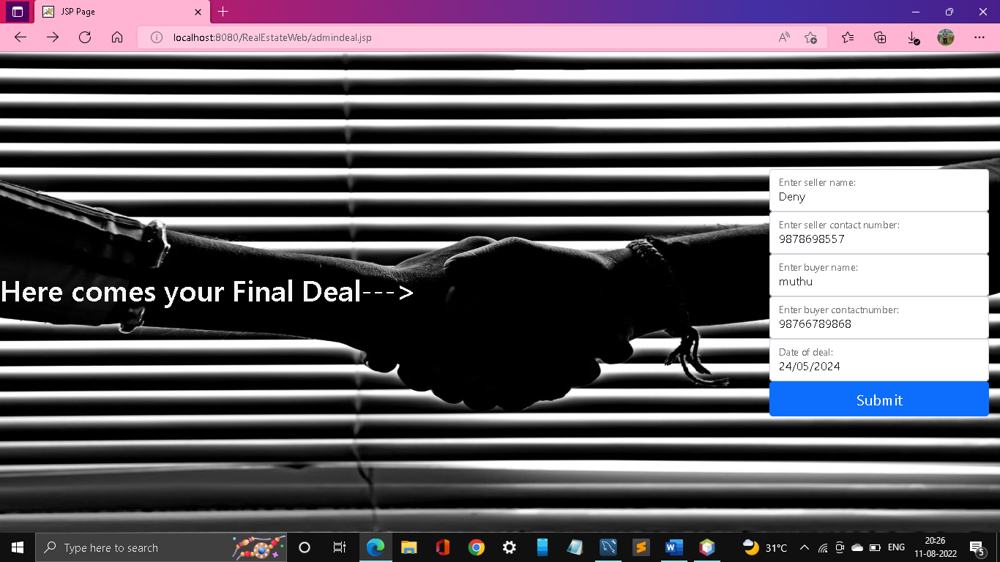 JSP Page
localhost:8080/RealEstateWeb/admindeal.jsp
Enter seller name:
Deny
Enter seller contact number:
9878698557
Enter buyer name:
muthu
Here comes your Final Deal--->
Enter buyer contactnumber:
98766789868
Date of deal:
24/05/2024
Submit
Type here to search
31°C
ENG
20:26
11-08-2022
5